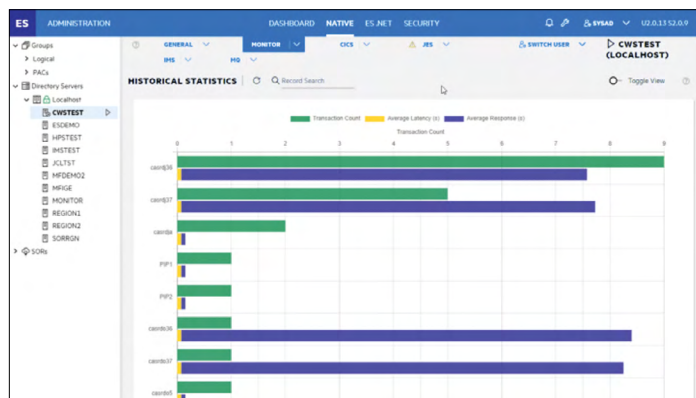 ES ADMINISTRATION DASHBOARD NATIVE ES.NET SECURITY SYSAD U2.0.13 S2.0.9
Groups
Logical
PACs
Directory Servers
Localhost
CWSTEST
ESDEMO
HPSTEST
IMSTEST
JCLTST
MFDEMO2
MFIGE
MONITOR
REGION1
REGION2
SORRGN
SORs
GENERAL MONITOR CICS JES SWITCH USER CWSTEST
(LOCALHOST)
IMS MQ
HISTORICAL STATISTICS Record Search... Toggle View
Transaction Count Average Latency (s) Average Response (s)
Transaction Count
0 1 2 3 4 5 6 7 8 9
casrdj37
PIP1
PIP2
casrdo36
casrdo37